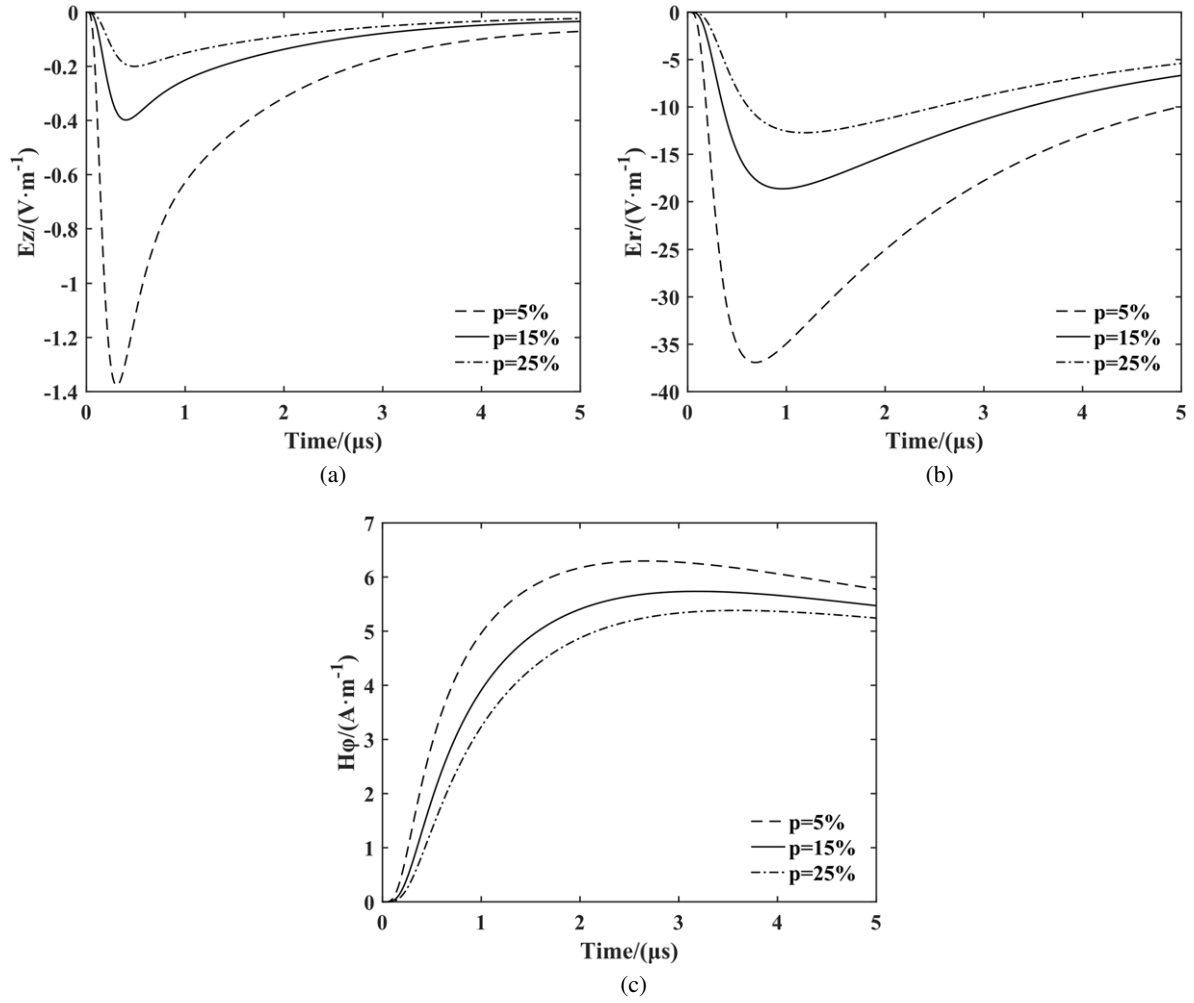 0
-0.2
-0.4
-0.6
-0.8
-1
-1.2
-1.4
Ez/(V·m⁻¹)
p=5%
p=15%
p=25%
0 1 2 3 4 5
Time/(μs)
(a)
0
-5
-10
-15
-20
-25
-30
-35
-40
Er/(V·m⁻¹)
p=5%
p=15%
p=25%
0 1 2 3 4 5
Time/(μs)
(b)
7
6
5
4
3
2
1
0
Hφ/(A·m⁻¹)
p=5%
p=15%
p=25%
0 1 2 3 4 5
Time/(μs)
(c)